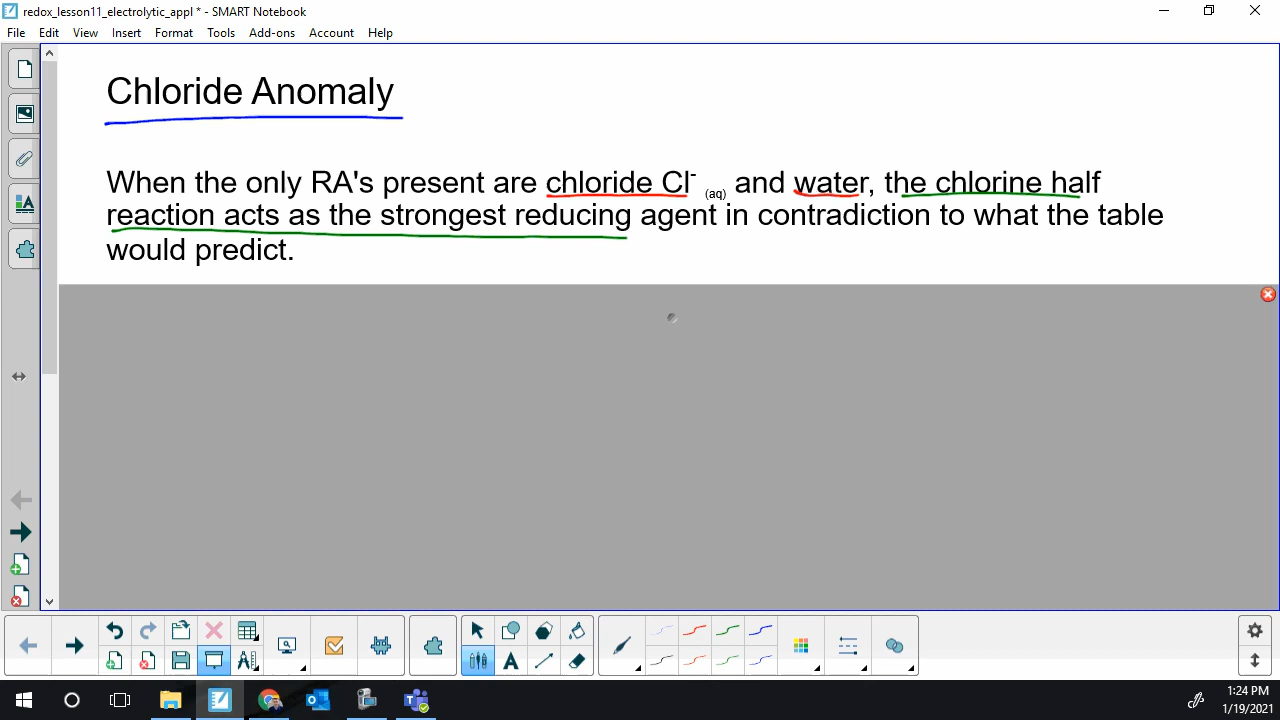 redox_lesson11_electrolytic_appl * - SMART Notebook
File Edit View Insert Format Tools Add-ons Account Help
Chloride Anomaly
When the only RA's present are chloride Cl⁻ (aq) and water, the chlorine half
reaction acts as the strongest reducing agent in contradiction to what the table
would predict.
1:24 PM
1/19/2021